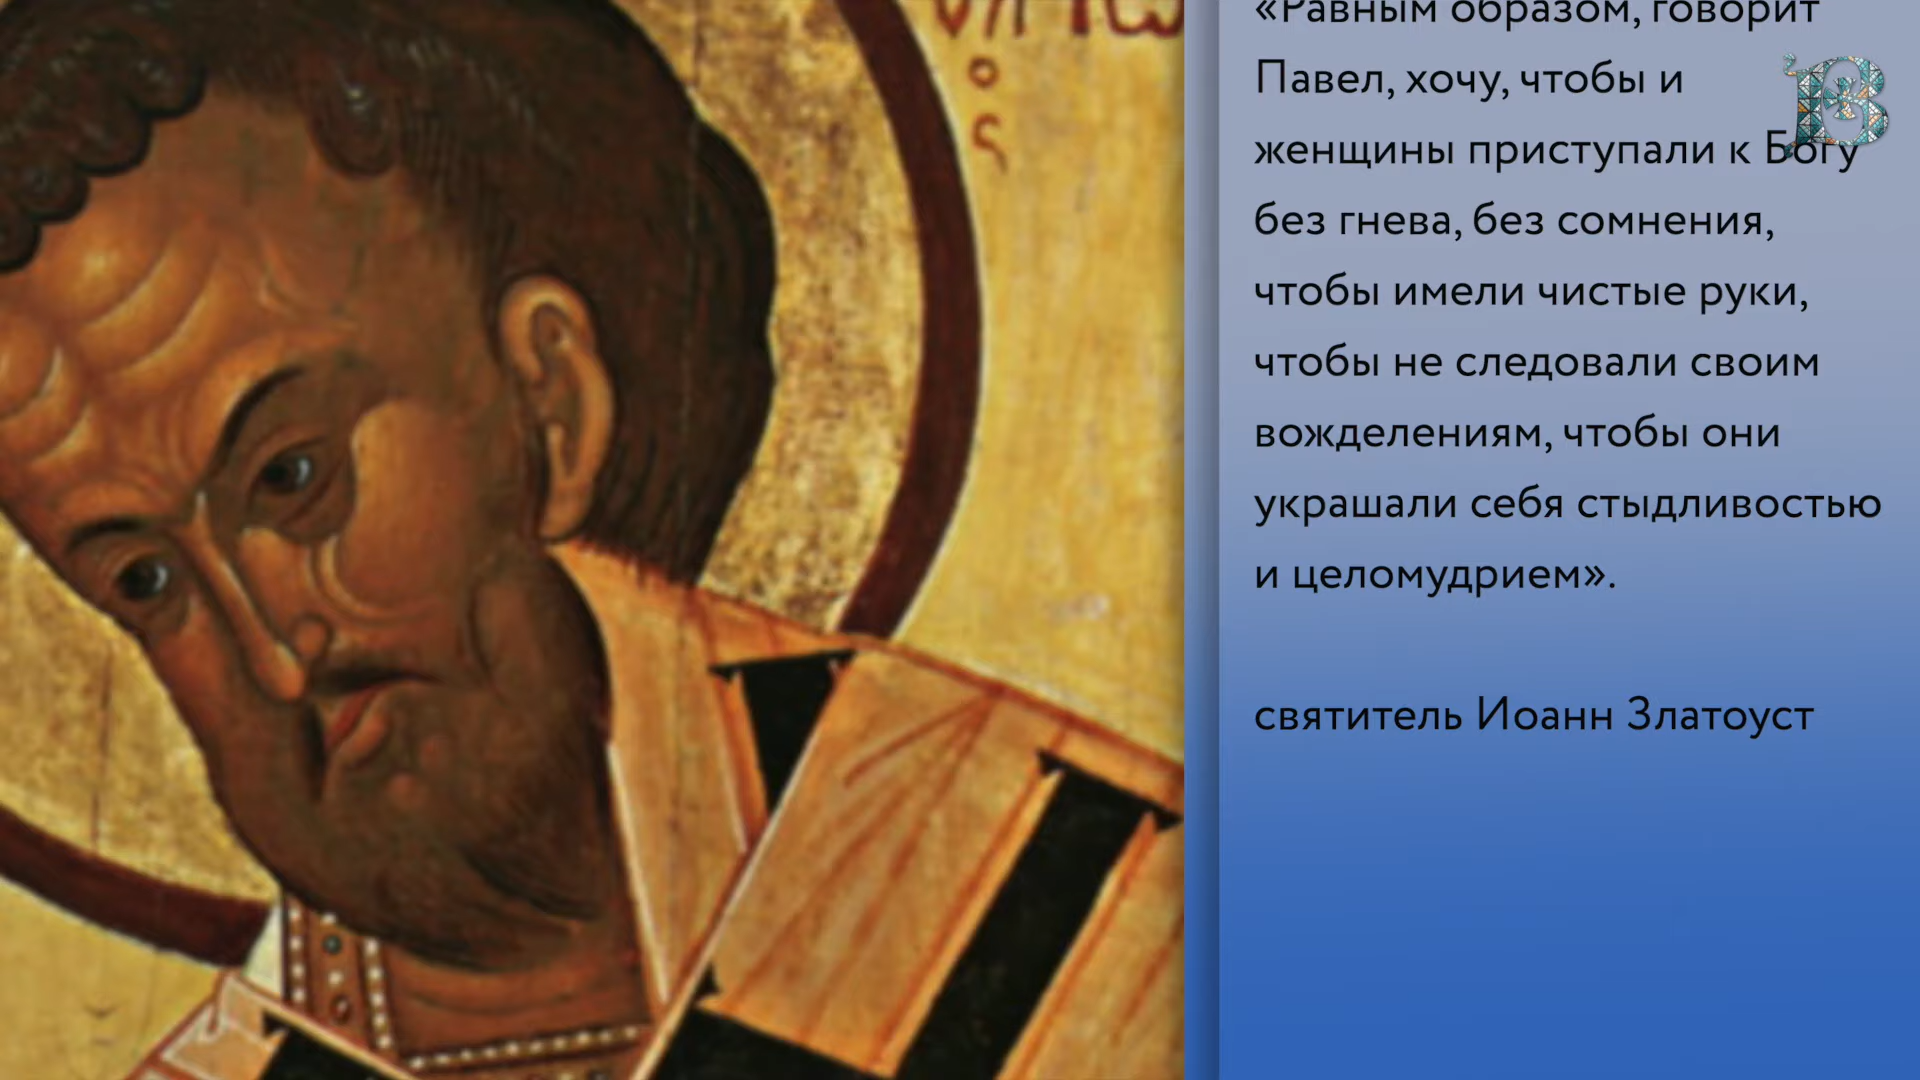 «Равным образом, говорит
Павел, хочу, чтобы и
женщины приступали к Богу
без гнева, без сомнения,
чтобы имели чистые руки,
чтобы не следовали своим
вожделениям, чтобы они
украшали себя стыдливостью
и целомудрием».
святитель Иоанн Златоуст